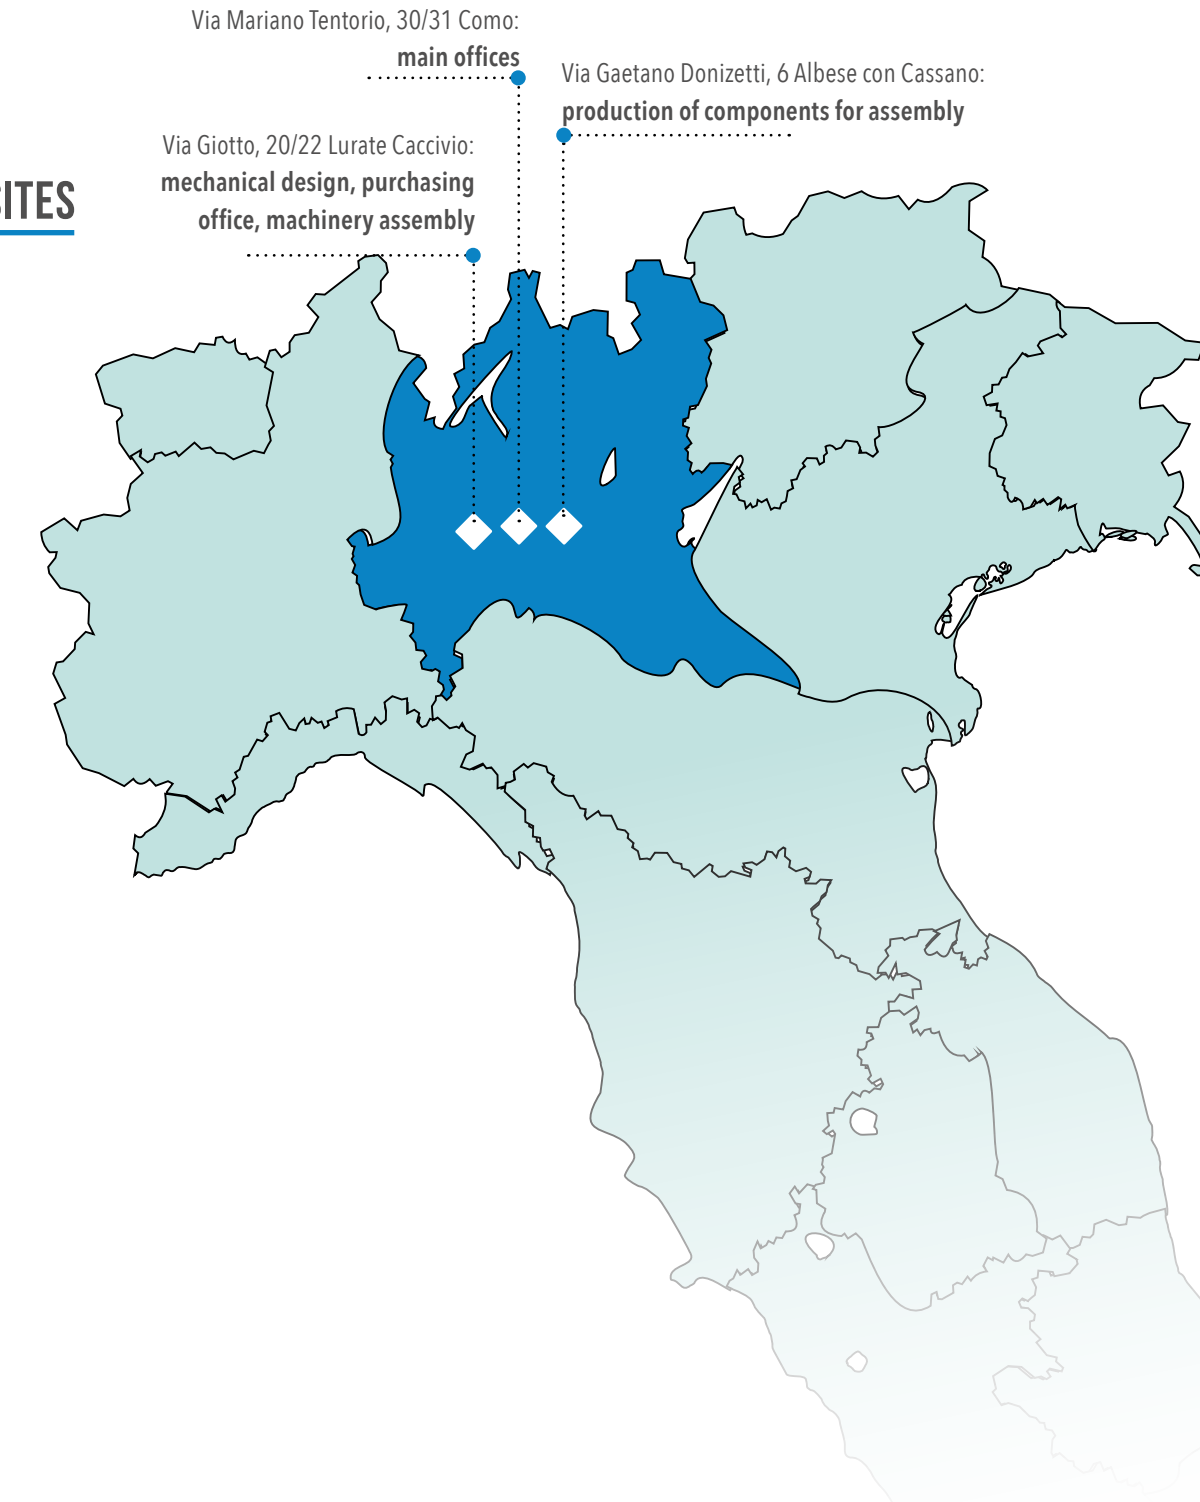 Via Mariano Tentorio, 30/31 Como:
main offices
Via Gaetano Donizetti, 6 Albese con Cassano:
production of components for assembly
Via Giotto, 20/22 Lurate Caccivio:
mechanical design, purchasing
office, machinery assembly